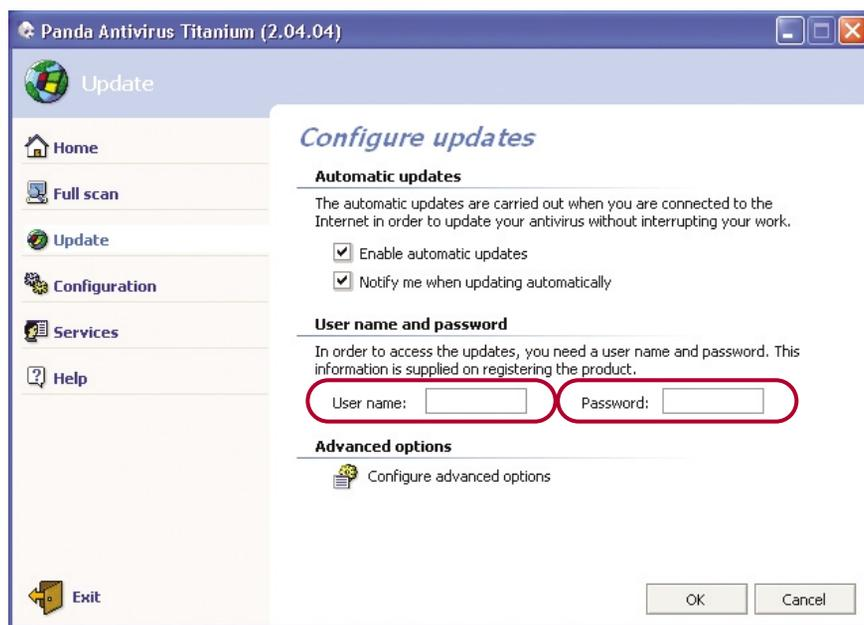 Panda Antivirus Titanium (2.04.04)
Update
Home
Full scan
Update
Configuration
Services
Help
Exit
Configure updates
Automatic updates
The automatic updates are carried out when you are connected to the
Internet in order to update your antivirus without interrupting your work.
Enable automatic updates
Notify me when updating automatically
User name and password
In order to access the updates, you need a user name and password. This
information is supplied on registering the product.
User name: Password:
Advanced options
Configure advanced options
OK Cancel